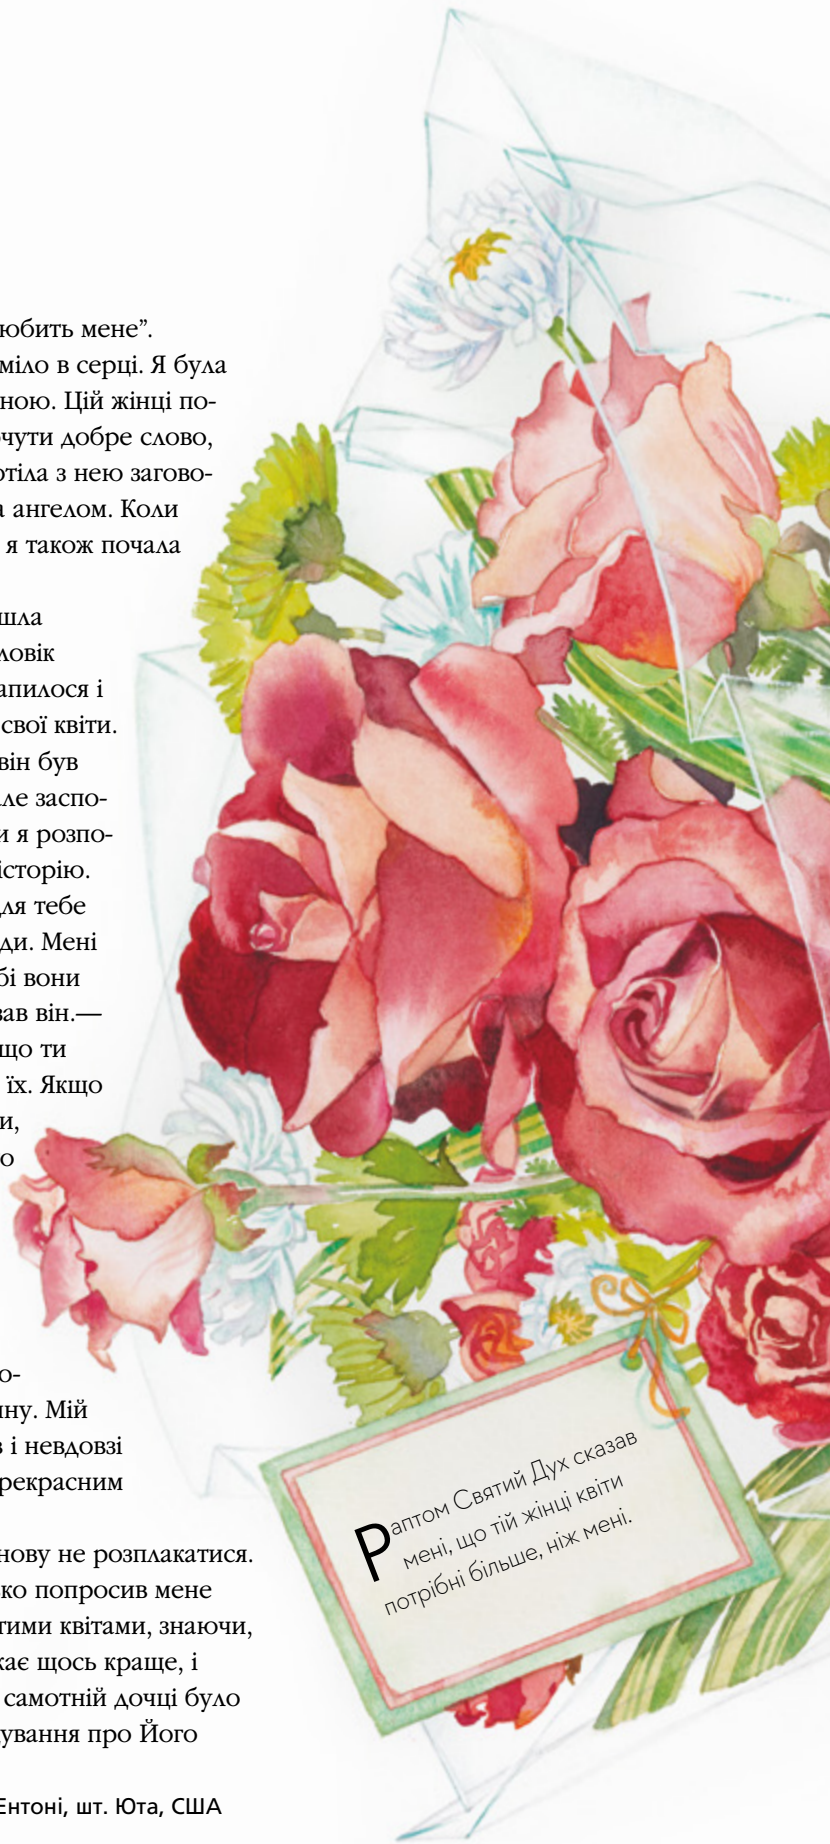 юбить мене”.
міло в серці. Я була
ною. Цій жінці по-
чути добре слово,
отіла з нею загово-
а ангелом. Коли
я також почала
шла
ловік
апилося і
свої квіти.
він був
але заспо-
и я розпо-
історію.
для тебе
ди. Мені
бі вони
зав він.—
що ти
їх. Якщо
и,
о
о-
ну. Мій
в і невдовзі
рекрасним
нову не розплакатися.
ко попросив мене
тими квітами, знаючи,
кає щось краще, і
самотній дочці було
ування про Його
Ентоні, шт. Юта, США
Раптом Святий Дух сказав
мені, що тій жінці квіти
потрібні більше, ніж мені.